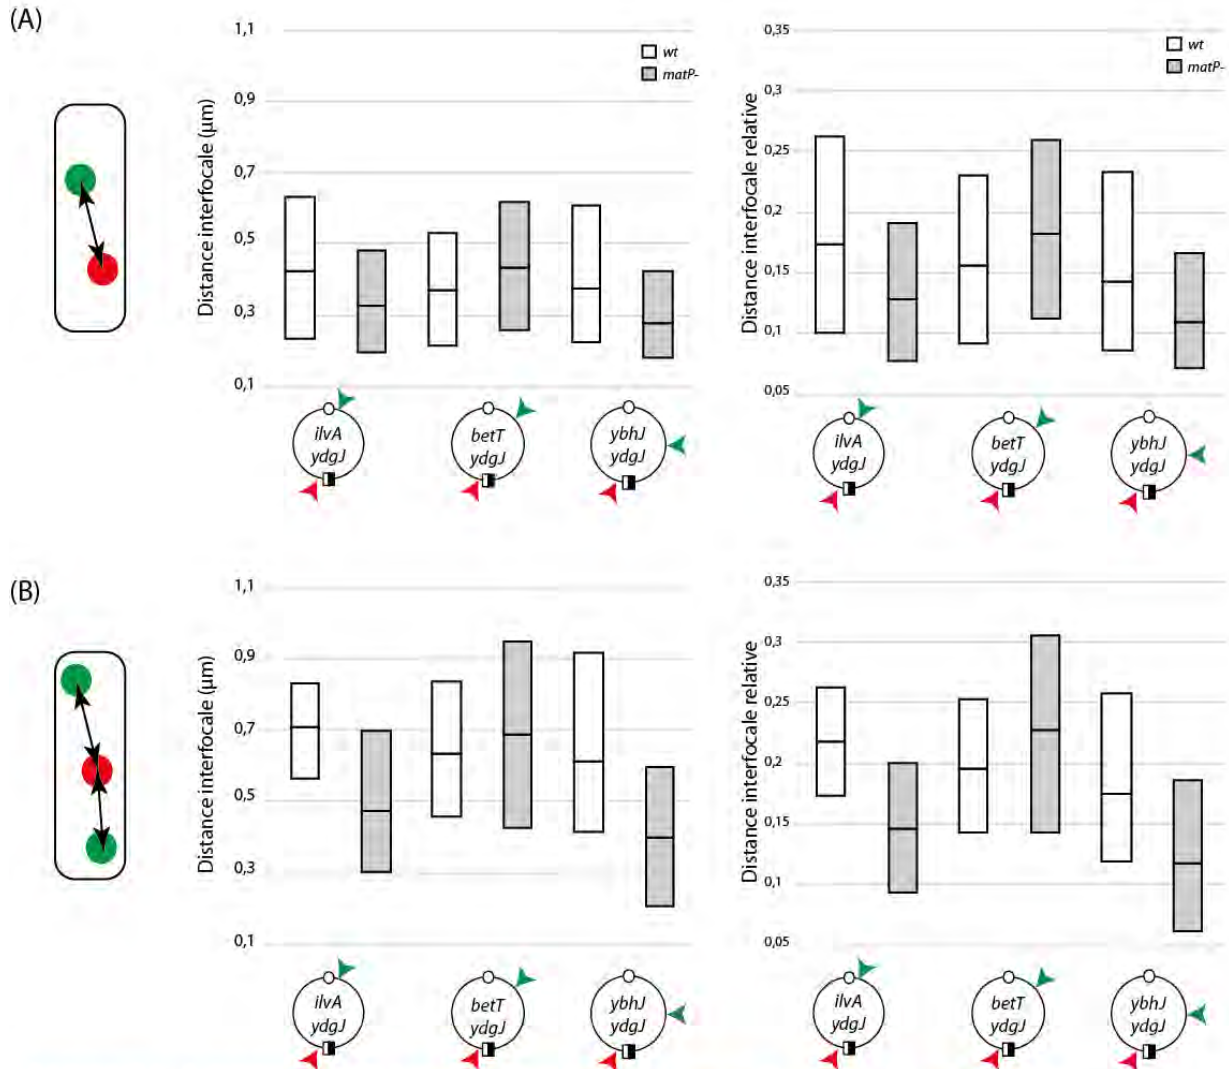 (A)
Distance interfocale (µm)
1,1
0,9
0,7
0,5
0,3
0,1
wt
matP-
ilvA
ydgJ
betT
ydgJ
ybhJ
ydgJ
Distance interfocale relative
0,35
0,3
0,25
0,2
0,15
0,1
0,05
wt
matP-
ilvA
ydgJ
betT
ydgJ
ybhJ
ydgJ
(B)
Distance interfocale (µm)
1,1
0,9
0,7
0,5
0,3
0,1
ilvA
ydgJ
betT
ydgJ
ybhJ
ydgJ
Distance interfocale relative
0,35
0,3
0,25
0,2
0,15
0,1
0,05
ilvA
ydgJ
betT
ydgJ
ybhJ
ydgJ